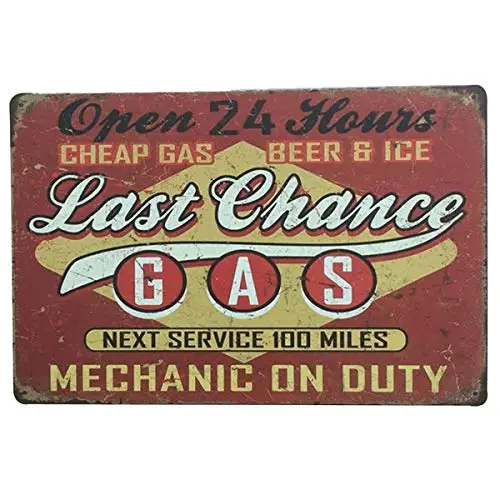 Open 24 Hours
CHEAP GAS BEER & ICE
Last Chance
GAS
NEXT SERVICE 100 MILES
MECHANIC ON DUTY